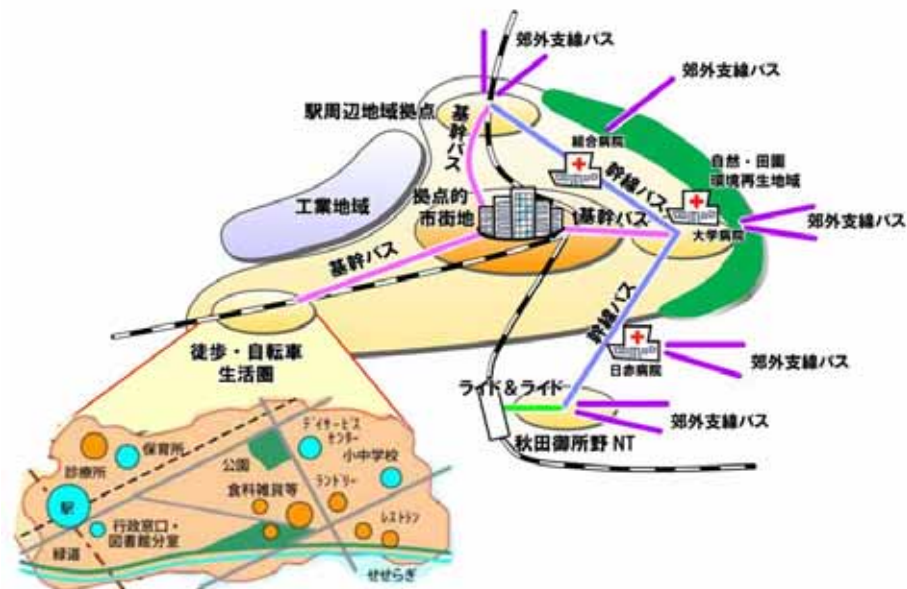 郊外支線バス
郊外支線バス
駅周辺地域拠点
基幹バス
総合病院
自然・田園
環境再生地域
幹線バス
工業地域
拠点的
市街地
基幹バス
郊外支線バス
大学病院
基幹バス
幹線バス
徒歩・自転車
生活圏
日赤病院
郊外支線バス
ライド&ライド
郊外支線バス
秋田御所野 NT
デイサービス
センター
保育所
小中学校
診療所
公園
ランドリー
食料雑貨等
駅
レストラン
行政窓口・
図書館分室
緑道
せせらぎ